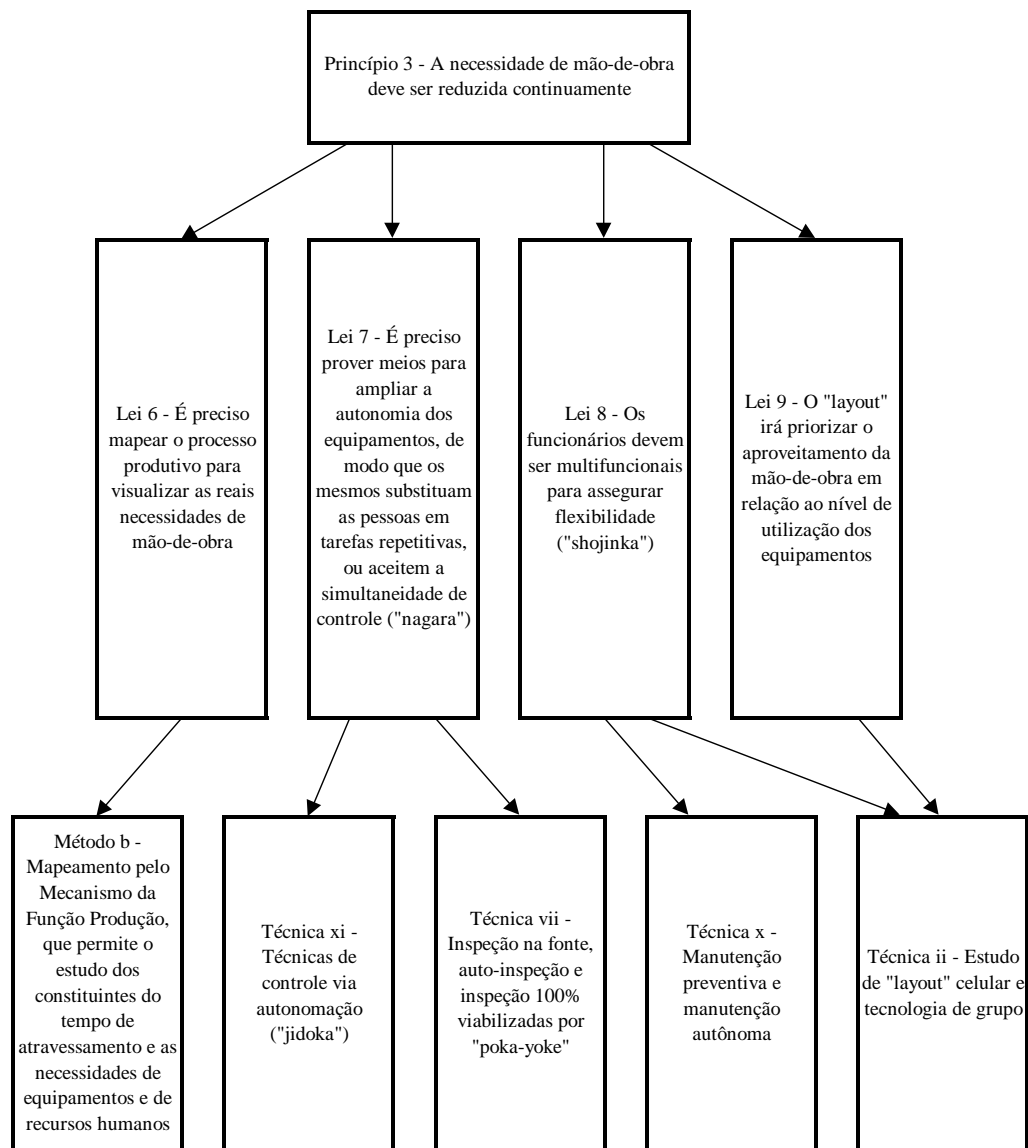 Princípio 3 - A necessidade de mão-de-obra
deve ser reduzida continuamente
Lei 6 - É preciso
mapear o processo
produtivo para
visualizar as reais
necessidades de
mão-de-obra
Lei 7 - É preciso
prover meios para
ampliar a
autonomia dos
equipamentos, de
modo que os
mesmos substituam
as pessoas em
tarefas repetitivas,
ou aceitem a
simultaneidade de
controle ("nagara")
Lei 8 - Os
funcionários devem
ser multifuncionais
para assegurar
flexibilidade
("shojinka")
Lei 9 - O "layout"
irá priorizar o
aproveitamento da
mão-de-obra em
relação ao nível de
utilização dos
equipamentos
Método b -
Mapeamento pelo
Mecanismo da
Função Produção,
que permite o
estudo dos
constituintes do
tempo de
atravessamento e as
necessidades de
equipamentos e de
recursos humanos
Técnica xi -
Técnicas de
controle via
autonomação
("jidoka")
Técnica vii -
Inspeção na fonte,
auto-inspeção e
inspeção 100%
viabilizadas por
"poka-yoke"
Técnica x -
Manutenção
preventiva e
manutenção
autônoma
Técnica ii - Estudo
de "layout" celular e
tecnologia de grupo